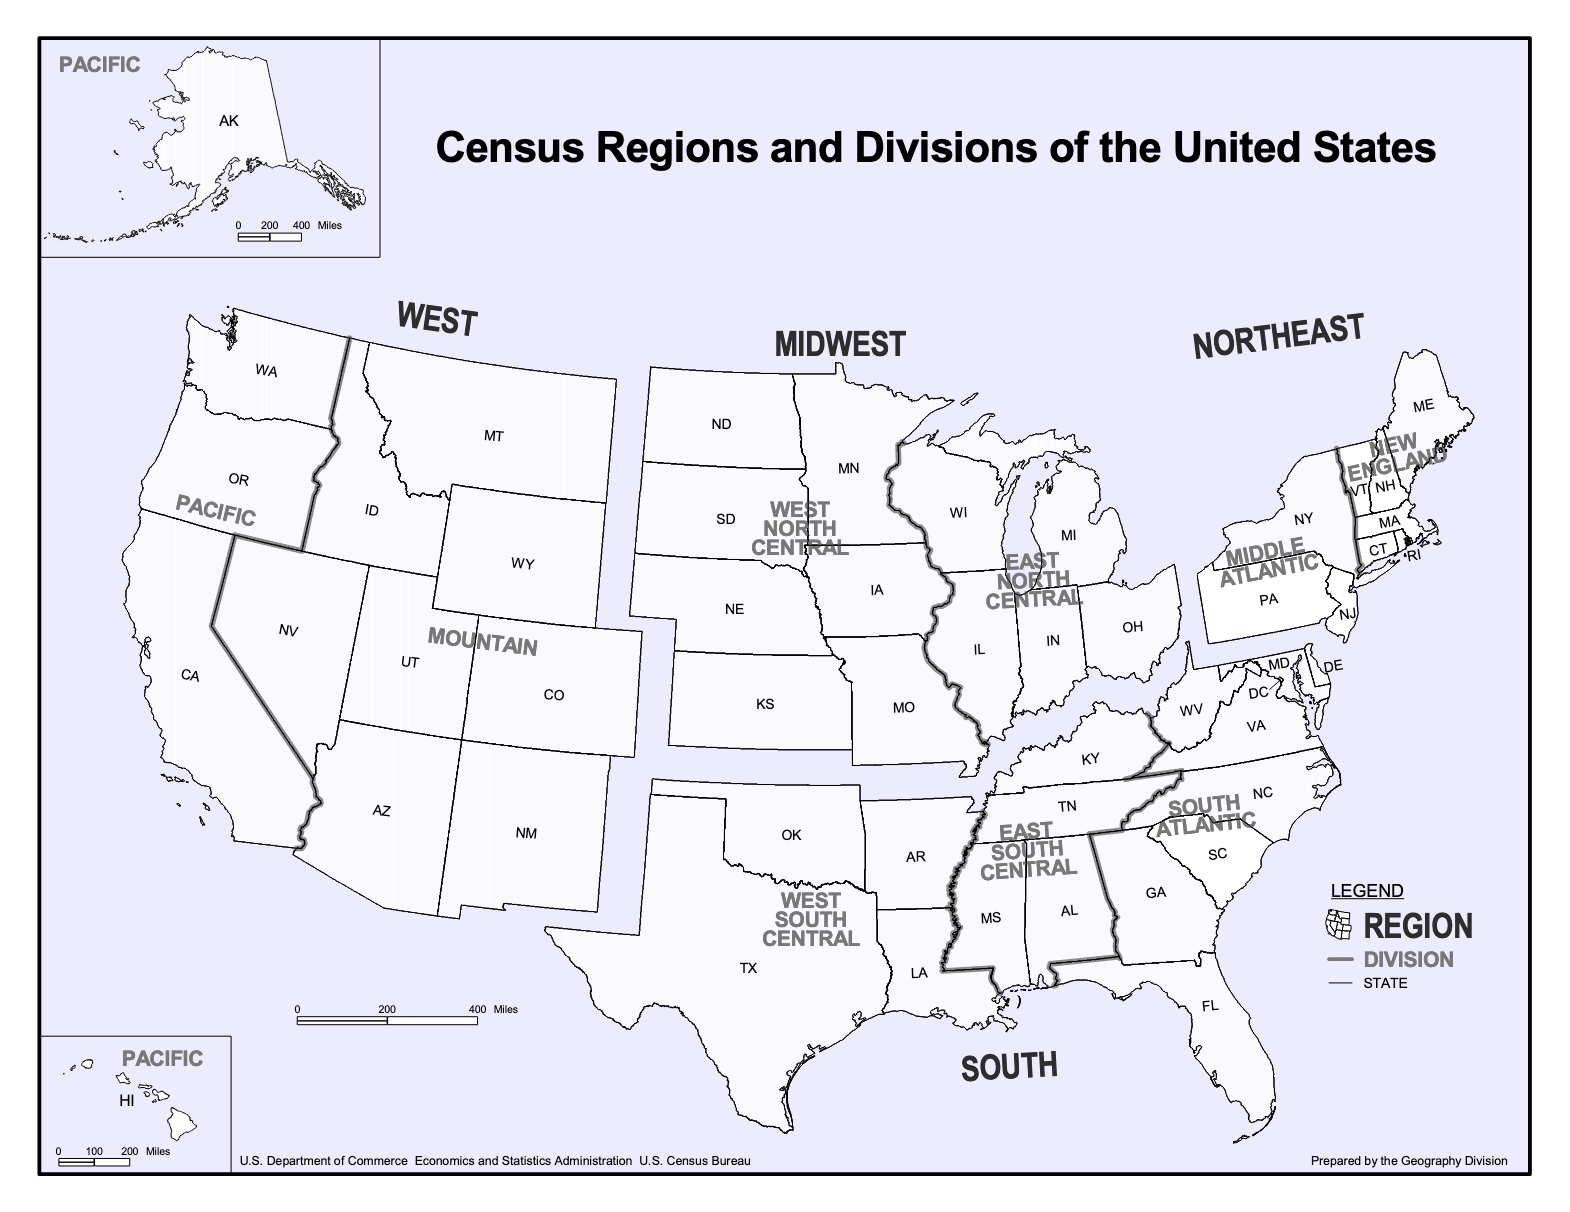 PACIFIC
AK
0 200 400 Miles
Census Regions and Divisions of the United States
WEST
MIDWEST
NORTHEAST
WA
MT
ND
MN
ME
OR
ID
SD
WI
MI
NY
VT
NH
MA
CT
RI
PACIFIC
WEST
NORTH
CENTRAL
EAST
NORTH
CENTRAL
MIDDLE
ATLANTIC
NEW
ENGLAND
WY
NE
IA
PA
NJ
NV
UT
CO
MOUNTAIN
CA
KS
MO
IL
IN
OH
MD
DE
DC
WV
VA
KY
AZ
NM
OK
AR
TN
NC
SOUTH
ATLANTIC
EAST
SOUTH
CENTRAL
SC
WEST
SOUTH
CENTRAL
MS
AL
GA
TX
LA
FL
LEGEND
REGION
DIVISION
STATE
0 200 400 Miles
SOUTH
PACIFIC
HI
0 100 200 Miles
U.S. Department of Commerce Economics and Statistics Administration U.S. Census Bureau
Prepared by the Geography Division